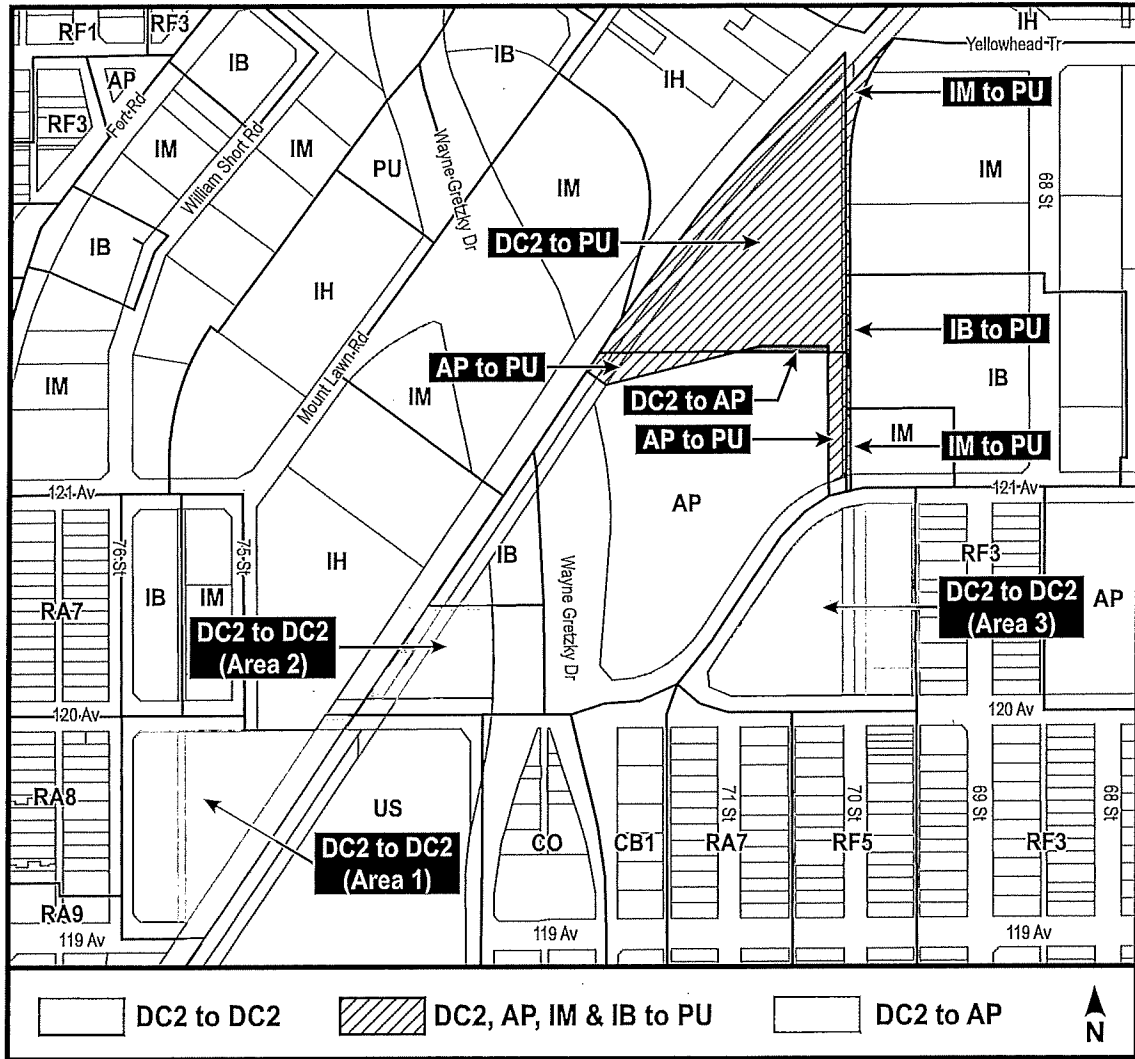 RF1
RF3
AP
RF3
Fort Rd
IB
IM
William Short Rd
IM
IB
IM
PU
Wayne Gretzky Dr
IB
IH
IM
IH
Yellowhead Tr
IM to PU
IM
68 St
DC2 to PU
IH
Mount Lawn Rd
IM
AP to PU
IB to PU
IB
DC2 to AP
AP to PU
IM
IM to PU
121 Av
121 Av
76 St
75 St
RA7
IB
IM
IH
IB
AP
Wayne Gretzky Dr
RF3
AP
DC2 to DC2
(Area 2)
DC2 to DC2
(Area 3)
120 Av
120 Av
RA8
US
DC2 to DC2
(Area 1)
CO
CB1
RA7
71 St
70 St
RF5
69 St
RF3
68 St
RA9
119 Av
119 Av
119 Av
DC2 to DC2
DC2, AP, IM & IB to PU
DC2 to AP
N